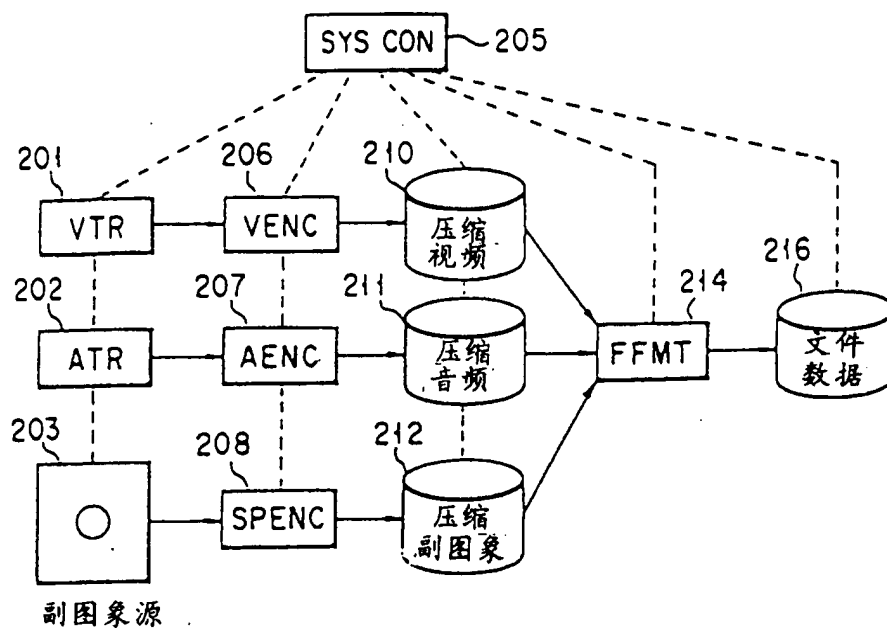 SYS CON 205
201 206 210
VTR VENC 压缩
视频
202 207 211 214 216
ATR AENC 压缩
音频
FFMT 文件
数据
203 208 212
SPENC 压缩
副图象
副图象源